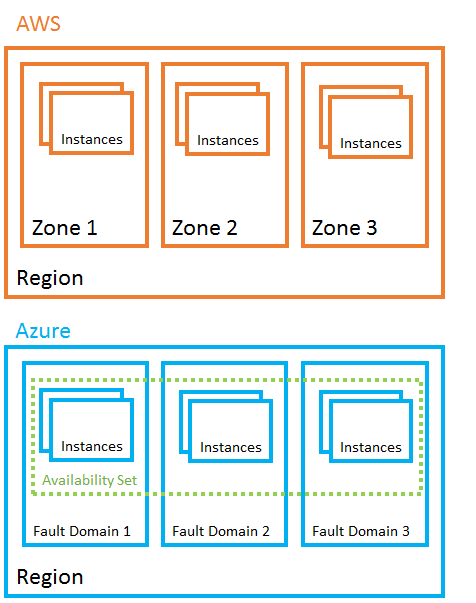 AWS
Instances
Instances
Instances
Zone 1
Zone 2
Zone 3
Region
Azure
Instances
Instances
Instances
Availability Set
Fault Domain 1
Fault Domain 2
Fault Domain 3
Region